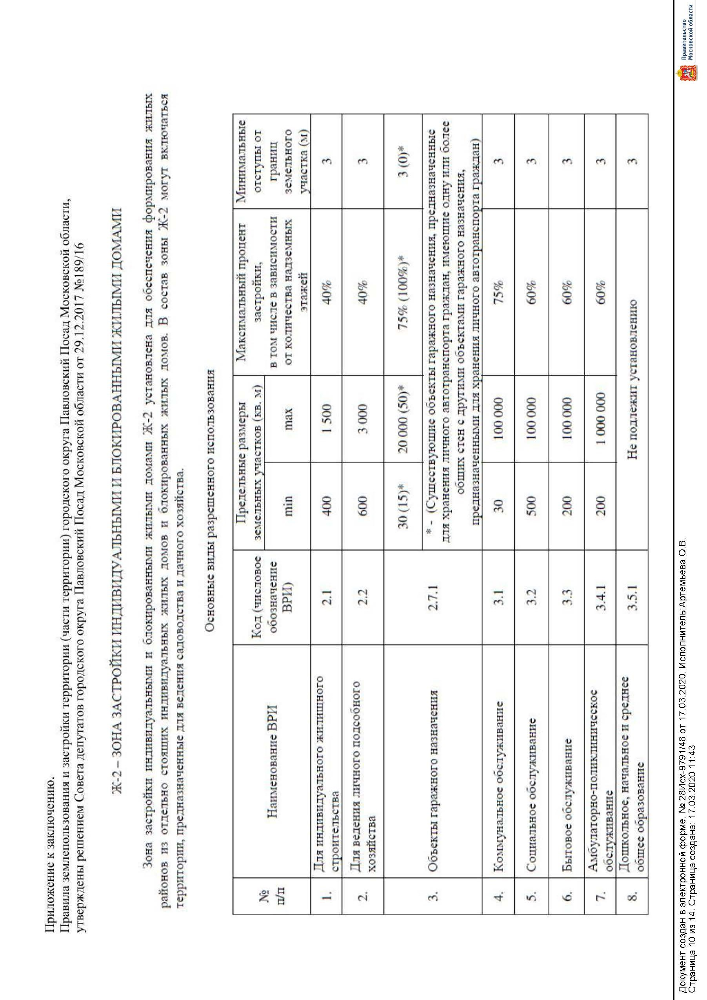 Приложение к заключению.
Правила землепользования и застройки территории (части территории) городского округа Павловский Посад Московской области,
утверждены решением Совета депутатов городского округа Павловский Посад Московской области от 29.12.2017 №189/16
Ж-2 – ЗОНА ЗАСТРОЙКИ ИНДИВИДУАЛЬНЫМИ И БЛОКИРОВАННЫМИ ЖИЛЫМИ ДОМАМИ
Зона застройки индивидуальными и блокированными жилыми домами Ж-2 установлена для обеспечения формирования жилых
районов из отдельно стоящих индивидуальных жилых домов и блокированных жилых домов. В состав зоны Ж-2 могут включаться
территории, предназначенные для ведения садоводства и дачного хозяйства.
Основные виды разрешенного использования
№
п/п
Наименование ВРИ
Код (числовое
обозначение
ВРИ)
Предельные размеры
земельных участков (кв. м)
min
max
Максимальный процент
застройки,
в том числе в зависимости
от количества надземных
этажей
Минимальные
отступы от
границ
земельного
участка (м)
1.
Для индивидуального жилищного
строительства
2.1
400
1 500
40%
3
2.
Для ведения личного подсобного
хозяйства
2.2
600
3 000
40%
3
3.
Объекты гаражного назначения
2.7.1
30 (15)*
20 000 (50)*
75% (100%)*
3 (0)*
* - (Существующие объекты гаражного назначения, предназначенные
для хранения личного автотранспорта граждан, имеющие одну или более
общих стен с другими объектами гаражного назначения,
предназначенными для хранения личного автотранспорта граждан)
4.
Коммунальное обслуживание
3.1
30
100 000
75%
3
5.
Социальное обслуживание
3.2
500
100 000
60%
3
6.
Бытовое обслуживание
3.3
200
100 000
60%
3
7.
Амбулаторно-поликлиническое
обслуживание
3.4.1
200
1 000 000
60%
3
8.
Дошкольное, начальное и среднее
общее образование
3.5.1
Не подлежит установлению
3
Документ создан в электронной форме. № 28Исх-9791/48 от 17.03.2020. Исполнитель:Артемьева О.В.
Страница 10 из 14. Страница создана: 17.03.2020 11:43
Правительство
Московской области